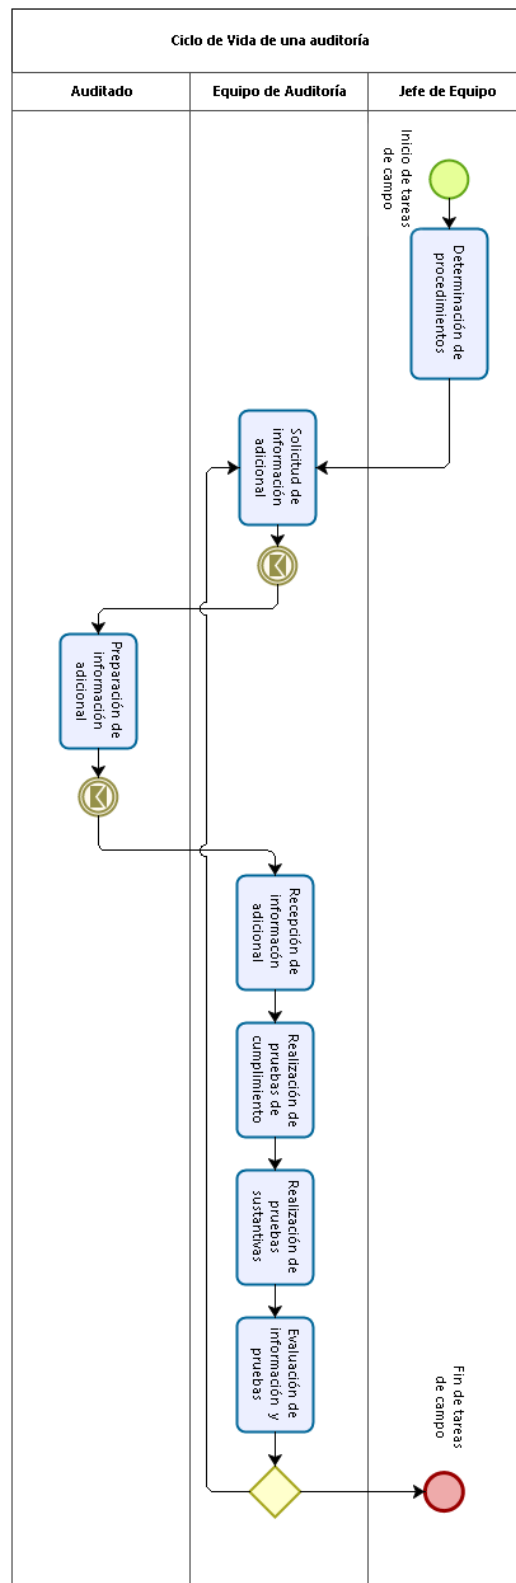 Ciclo de Vida de una auditoría
Auditado
Equipo de Auditoría
Jefe de Equipo
Inicio de tareas
de campo
Determinación de
procedimientos
Solicitud de
información
adicional
Preparación de
información
adicional
Recepción de
informacón
adicional
Realización de
pruebas de
cumplimiento
Realización de
pruebas
sustantivas
Evaluación de
información y
pruebas
Fin de tareas
de campo